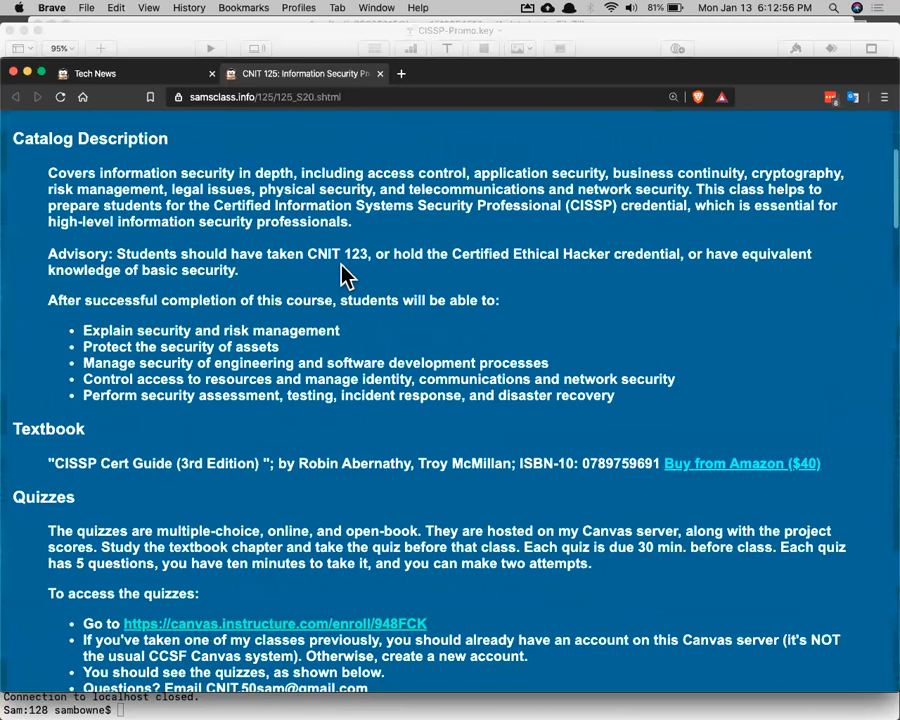 Brave File Edit View History Bookmarks Profiles Tab Window Help 81% Mon Jan 13 6:12:56 PM
CISSP-Promo.key
95%
Tech News × CNIT 125: Information Security Pr × +
samsclass.info/125/125_S20.shtml
Catalog Description
Covers information security in depth, including access control, application security, business continuity, cryptography,
risk management, legal issues, physical security, and telecommunications and network security. This class helps to
prepare students for the Certified Information Systems Security Professional (CISSP) credential, which is essential for
high-level information security professionals.
Advisory: Students should have taken CNIT 123, or hold the Certified Ethical Hacker credential, or have equivalent
knowledge of basic security.
After successful completion of this course, students will be able to:
• Explain security and risk management
• Protect the security of assets
• Manage security of engineering and software development processes
• Control access to resources and manage identity, communications and network security
• Perform security assessment, testing, incident response, and disaster recovery
Textbook
"CISSP Cert Guide (3rd Edition) "; by Robin Abernathy, Troy McMillan; ISBN-10: 0789759691 Buy from Amazon ($40)
Quizzes
The quizzes are multiple-choice, online, and open-book. They are hosted on my Canvas server, along with the project
scores. Study the textbook chapter and take the quiz before that class. Each quiz is due 30 min. before class. Each quiz
has 5 questions, you have ten minutes to take it, and you can make two attempts.
To access the quizzes:
• Go to https://canvas.instructure.com/enroll/948FCK
• If you've taken one of my classes previously, you should already have an account on this Canvas server (it's NOT
the usual CCSF Canvas system). Otherwise, create a new account.
• You should see the quizzes, as shown below.
• Questions? Email CNIT.50sam@gmail.com
Connection to localhost closed.
Sam:128 sambowne$